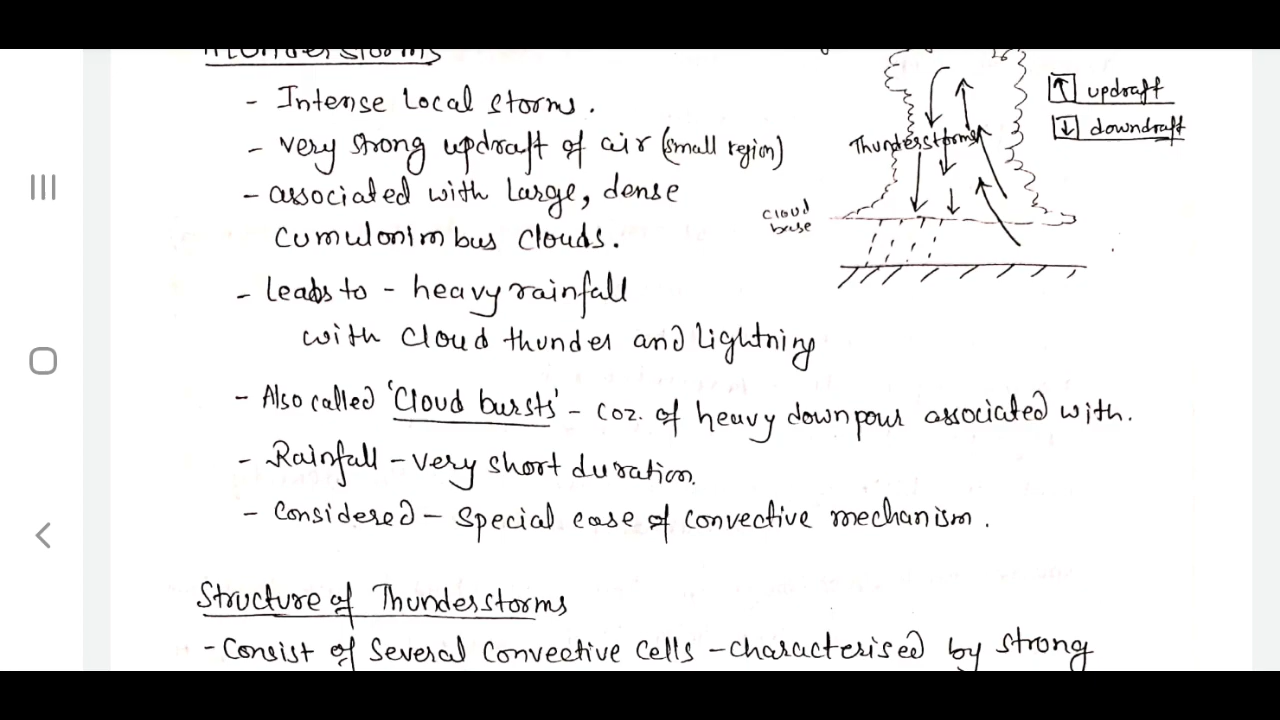 Thunderstorms
- Intense Local storms.
- very strong updraft of air (small region)
- associated with Large, dense
cumulonimbus clouds.
- Leads to - heavy rainfall
with cloud thunder and Lightning
- Also called 'Cloud bursts' - coz. of heavy downpour associated with.
- Rainfall - very short duration.
- Considered - special case of convective mechanism.
Structure of Thunderstorms
- Consist of Several Convective cells - characterised by strong
↑ updraft
↓ downdraft
Thunderstorm
cloud
base